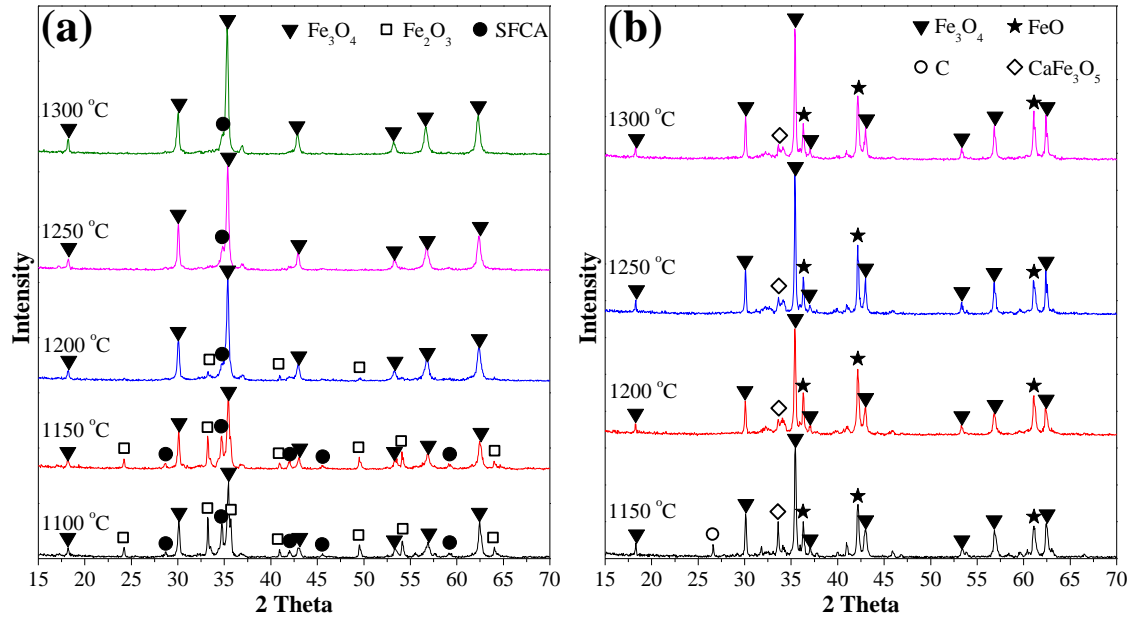 (a)
Fe₃O₄ Fe₂O₃ SFCA
1300 °C
1250 °C
1200 °C
1150 °C
1100 °C
Intensity
15 20 25 30 35 40 45 50 55 60 65 70
2 Theta
(b)
Fe₃O₄ FeO
C CaFe₃O₅
1300 °C
1250 °C
1200 °C
1150 °C
Intensity
15 20 25 30 35 40 45 50 55 60 65 70
2 Theta